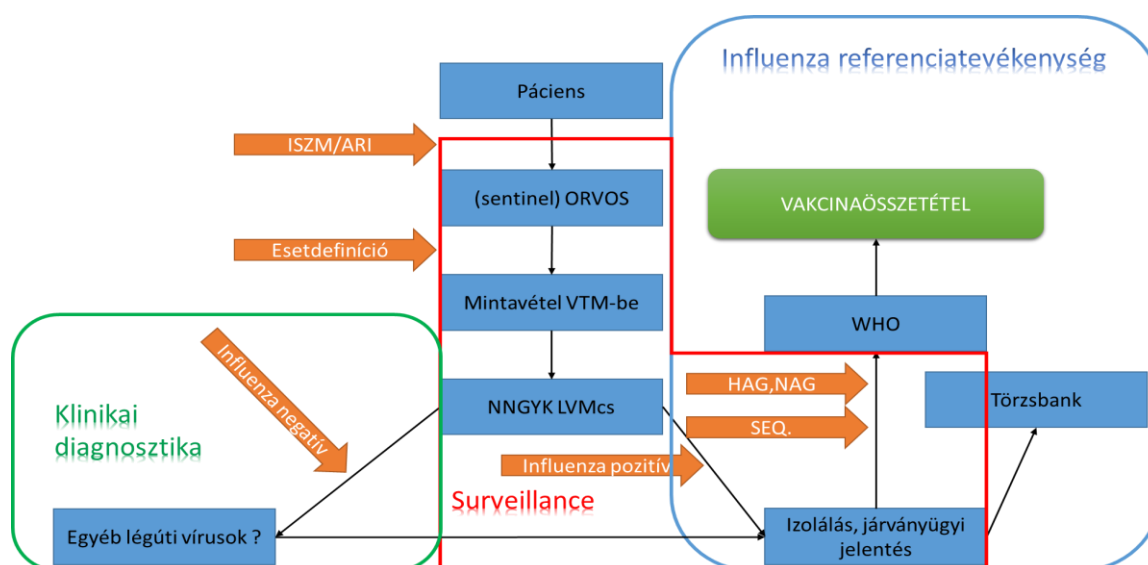 Influenza referenciatevékenység
Páciens
ISZM/ARI
(sentinel) ORVOS
VAKCINAÖSSZETÉTEL
Esetdefiníció
Mintavétel VTM-be
WHO
Influenza negatív
HAG,NAG
NNGYK LVMcs
Törzsbank
Klinikai
diagnosztika
SEQ.
Influenza pozitív
Surveillance
Egyéb légúti vírusok ?
Izolálás, járványügyi
jelentés